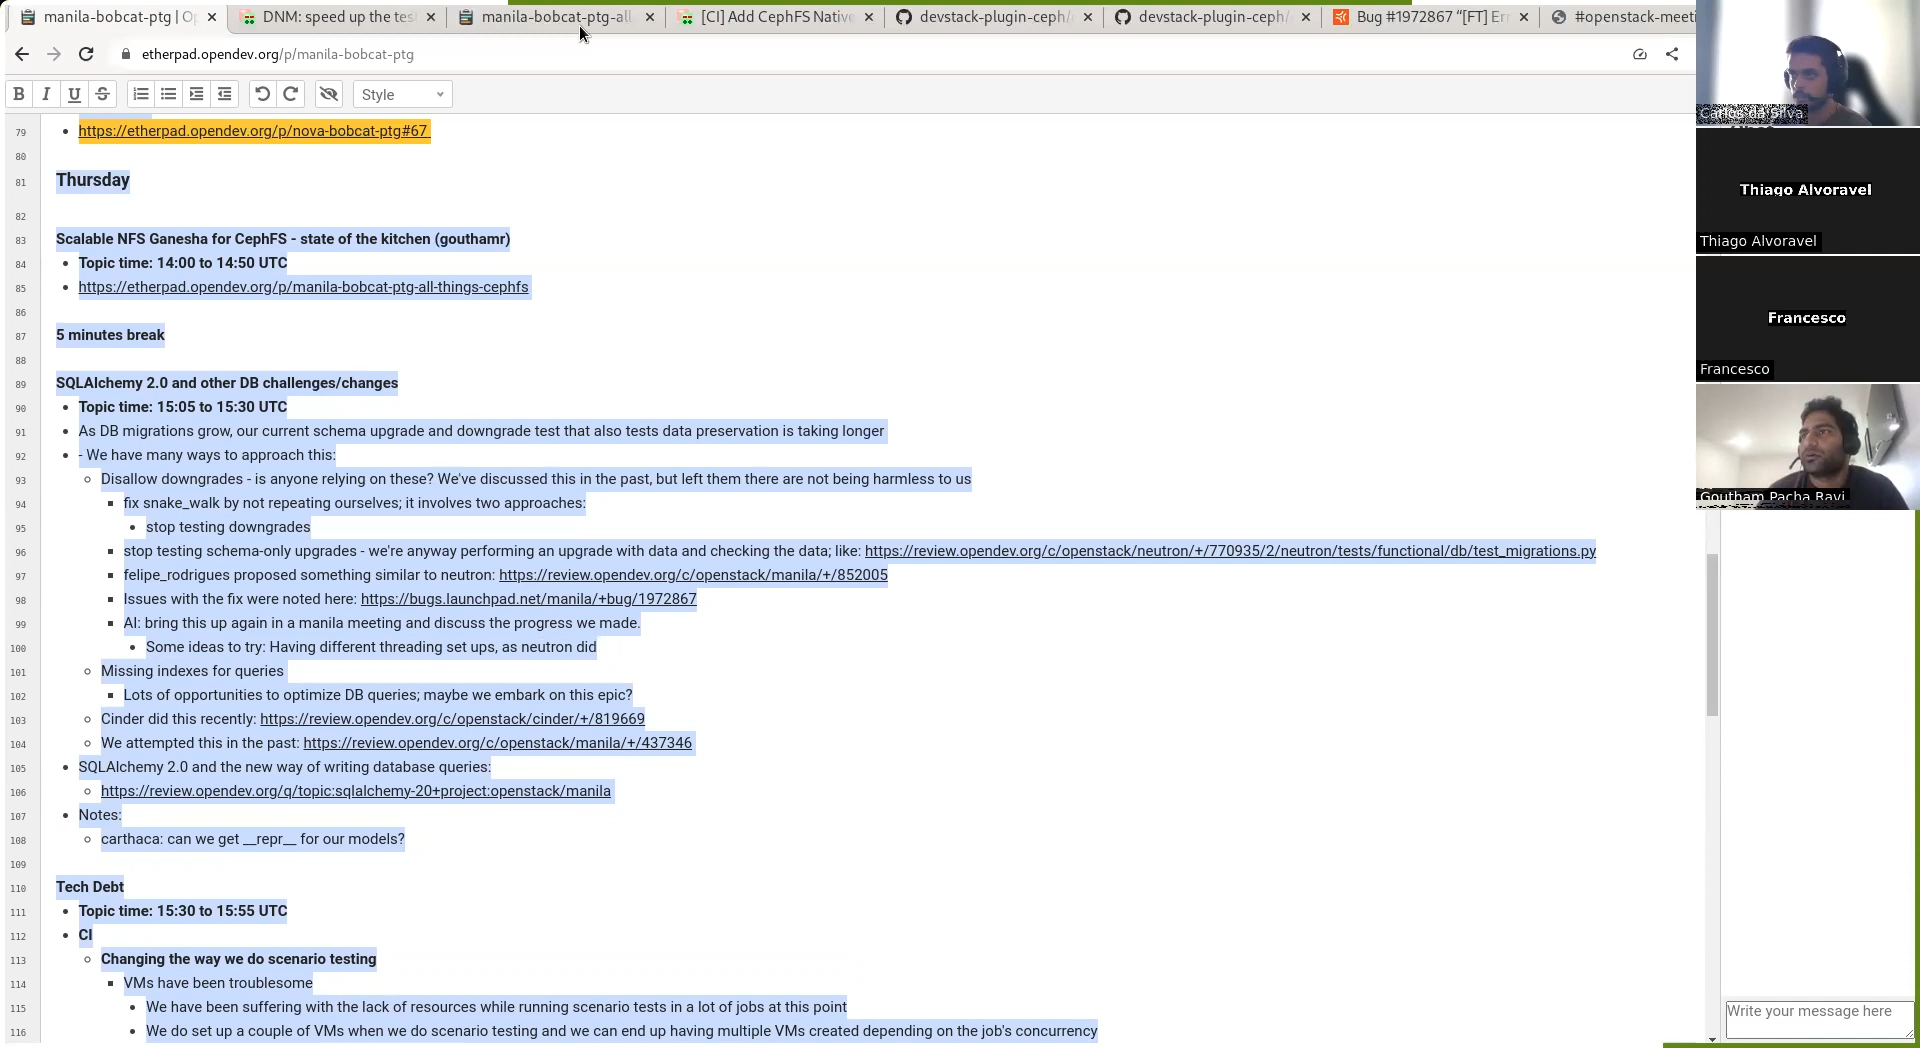 manila-bobcat-ptg | O
DNM: speed up the tes
manila-bobcat-ptg-all
[CI] Add CephFS Native
devstack-plugin-ceph/
devstack-plugin-ceph/
Bug #1972867 “[FT] Er
#openstack-meeti
etherpad.opendev.org/p/manila-bobcat-ptg
B I U S
Style
79 https://etherpad.opendev.org/p/nova-bobcat-ptg#67
80
81 Thursday
82
83 Scalable NFS Ganesha for CephFS - state of the kitchen (gouthamr)
84 Topic time: 14:00 to 14:50 UTC
85 https://etherpad.opendev.org/p/manila-bobcat-ptg-all-things-cephfs
86
87 5 minutes break
88
89 SQLAlchemy 2.0 and other DB challenges/changes
90 Topic time: 15:05 to 15:30 UTC
91 As DB migrations grow, our current schema upgrade and downgrade test that also tests data preservation is taking longer
92 - We have many ways to approach this:
93 Disallow downgrades - is anyone relying on these? We've discussed this in the past, but left them there are not being harmless to us
94 fix snake_walk by not repeating ourselves; it involves two approaches:
95 stop testing downgrades
96 stop testing schema-only upgrades - we're anyway performing an upgrade with data and checking the data; like: https://review.opendev.org/c/openstack/neutron/+/770935/2/neutron/tests/functional/db/test_migrations.py
97 felipe_rodrigues proposed something similar to neutron: https://review.opendev.org/c/openstack/manila/+/852005
98 Issues with the fix were noted here: https://bugs.launchpad.net/manila/+bug/1972867
99 AI: bring this up again in a manila meeting and discuss the progress we made.
100 Some ideas to try: Having different threading set ups, as neutron did
101 Missing indexes for queries
102 Lots of opportunities to optimize DB queries; maybe we embark on this epic?
103 Cinder did this recently: https://review.opendev.org/c/openstack/cinder/+/819669
104 We attempted this in the past: https://review.opendev.org/c/openstack/manila/+/437346
105 SQLAlchemy 2.0 and the new way of writing database queries:
106 https://review.opendev.org/q/topic:sqlalchemy-20+project:openstack/manila
107 Notes:
108 carthaca: can we get __repr__ for our models?
109
110 Tech Debt
111 Topic time: 15:30 to 15:55 UTC
112 CI
113 Changing the way we do scenario testing
114 VMs have been troublesome
115 We have been suffering with the lack of resources while running scenario tests in a lot of jobs at this point
116 We do set up a couple of VMs when we do scenario testing and we can end up having multiple VMs created depending on the job's concurrency
Carlos da Silva
Thiago Alvoravel
Thiago Alvoravel
Francesco
Francesco
Goutham Pacha Ravi
Write your message here